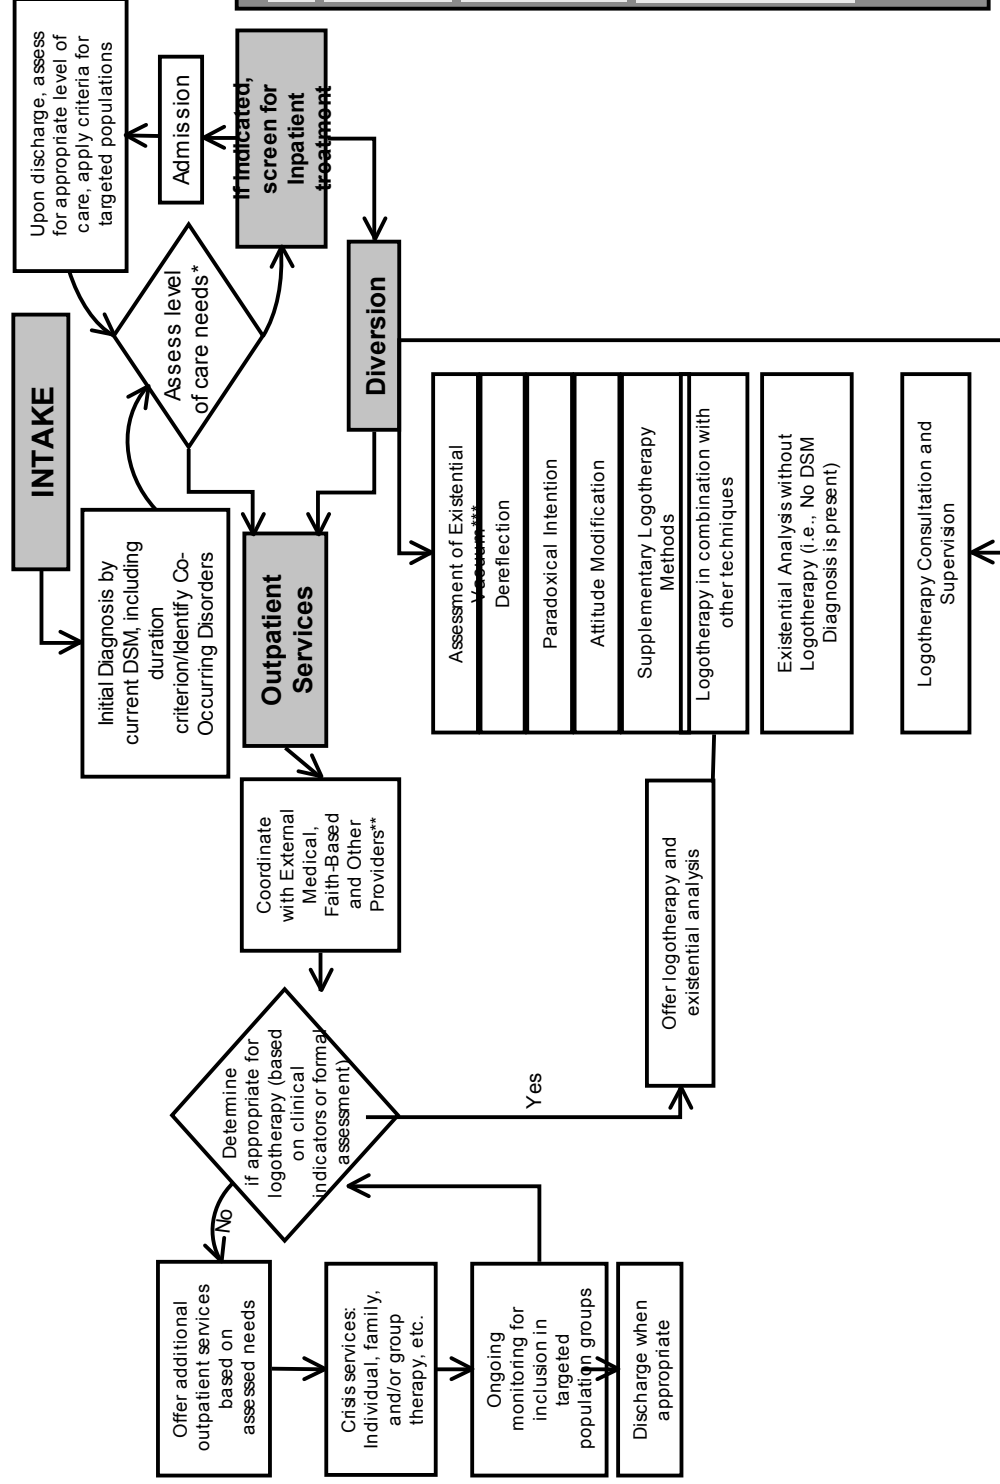 INTAKE
Initial Diagnosis by
current DSM, including
duration
criterion/Identify Co-
Occurring Disorders
Assess level
of care needs*
Upon discharge, assess
for appropriate level of
care, apply criteria for
targeted populations
Admission
If indicated,
screen for
Inpatient
treatment
Diversion
Outpatient
Services
Coordinate
with External
Medical,
Faith-Based
and Other
Providers**
Determine
if appropriate for
logotherapy (based
on clinical
indicators or formal
assessment)
No
Yes
Offer additional
outpatient services
based on
assessed needs
Crisis services:
Individual, family,
and/or group
therapy, etc.
Ongoing
monitoring for
inclusion in
targeted
population groups
Discharge when
appropriate
Offer logotherapy and
existential analysis
Assessment of Existential
Vacuum***
Dereflection
Paradoxical Intention
Attitude Modification
Supplementary Logotherapy
Methods
Logotherapy in combination with
other techniques
Existential Analysis without
Logotherapy (i.e., No DSM
Diagnosis is present)
Logotherapy Consultation and
Supervision